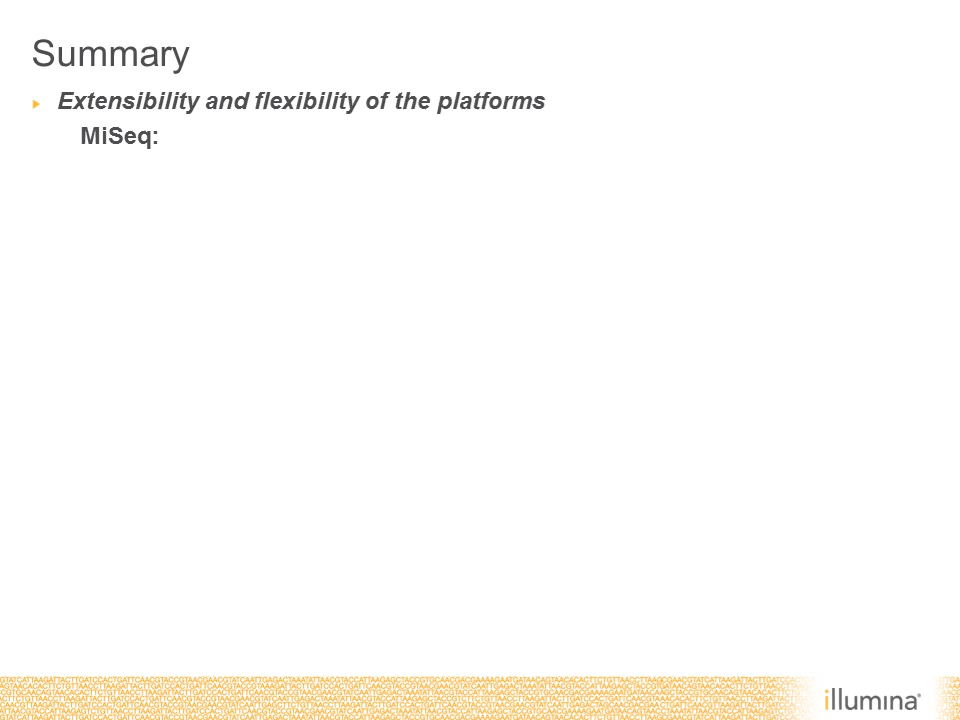 Summary
Extensibility and flexibility of the platforms
MiSeq:
illumina®